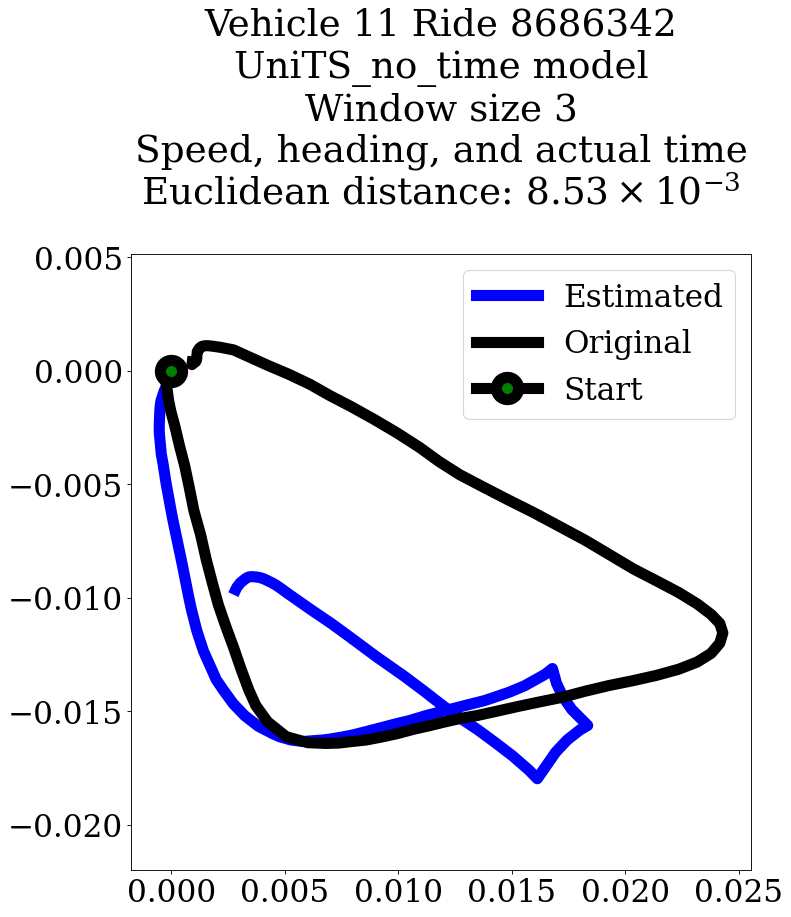 Vehicle 11 Ride 8686342
UniTS_no_time model
Window size 3
Speed, heading, and actual time
Euclidean distance: 8.53 × 10⁻³
0.005
0.000
−0.005
−0.010
−0.015
−0.020
Estimated
Original
Start
0.000 0.005 0.010 0.015 0.020 0.025